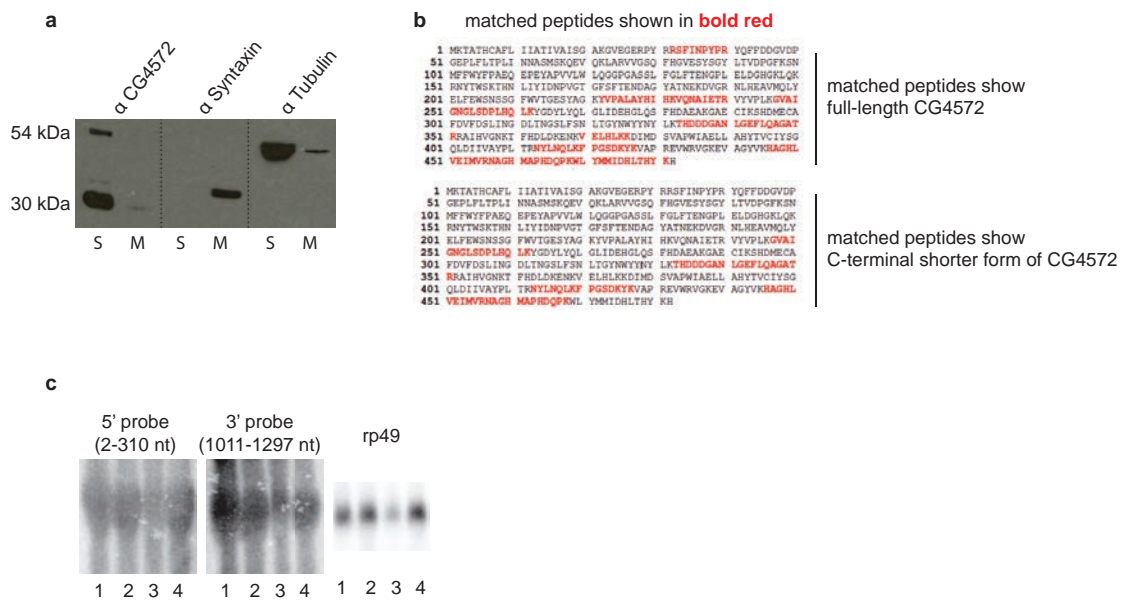 a
α CG4572
α Syntaxin
α Tubulin
54 kDa
30 kDa
S M S M S M
b matched peptides shown in bold red
1 MKTATHCAFL IIATIVAISG AKGVEGERPY RRSFINPYPR YQFFDDGVDP
51 GEPLFLTPLI NNASMSKQEV QKLARVVGSQ FHGVESYSGY LTVDPGFKSN
101 MFFWYFPAEQ EPEYAPVVLW LQGGPGASSL FGLFTENGPL ELDGHGKLQK
151 RNYTWSKTHN LIYIDNPVGT GFSFTENDAG YATNEKDVGR NLHEAVMQLY
201 ELFEWSNSSG FWVTGESYAG KYVPALAYHI HKVQNAIETR VYVPLKGVAI
251 GNGLSDPLHQ LKYGDYLYQL GLIDEHGLQS FHDAEAKGAE CIKSHDMECA
301 FDVFDSLING DLTNGSLFSN LTGYNWYYNY LKTHDDDGAN LGEFLQAGAT
351 RRAIHVGNKT FHDLDKENKV ELHLKKDIMD SVAPWIAELL AHYTVCIYSG
401 QLDIIVAYPL TRNYLNQLKF PGSDKYKVAP REVWRVGKEV AGYVKHAGHL
451 VEIMVRNAGH MAPHDQPKWL YMMIDHLTHY KH
matched peptides show
full-length CG4572
1 MKTATHCAFL IIATIVAISG AKGVEGERPY RRSFINPYPR YQFFDDGVDP
51 GEPLFLTPLI NNASMSKQEV QKLARVVGSQ FHGVESYSGY LTVDPGFKSN
101 MFFWYFPAEQ EPEYAPVVLW LQGGPGASSL FGLFTENGPL ELDGHGKLQK
151 RNYTWSKTHN LIYIDNPVGT GFSFTENDAG YATNEKDVGR NLHEAVMQLY
201 ELFEWSNSSG FWVTGESYAG KYVPALAYHI HKVQNAIETR VYVPLKGVAI
251 GNGLSDPLHQ LKYGDYLYQL GLIDEHGLQS FHDAEAKGAE CIKSHDMECA
301 FDVFDSLING DLTNGSLFSN LTGYNWYYNY LKTHDDDGAN LGEFLQAGAT
351 RRAIHVGNKT FHDLDKENKV ELHLKKDIMD SVAPWIAELL AHYTVCIYSG
401 QLDIIVAYPL TRNYLNQLKF PGSDKYKVAP REVWRVGKEV AGYVKHAGHL
451 VEIMVRNAGH MAPHDQPKWL YMMIDHLTHY KH
matched peptides show
C-terminal shorter form of CG4572
c
5' probe
(2-310 nt)
3' probe
(1011-1297 nt)
rp49
1 2 3 4
1 2 3 4
1 2 3 4